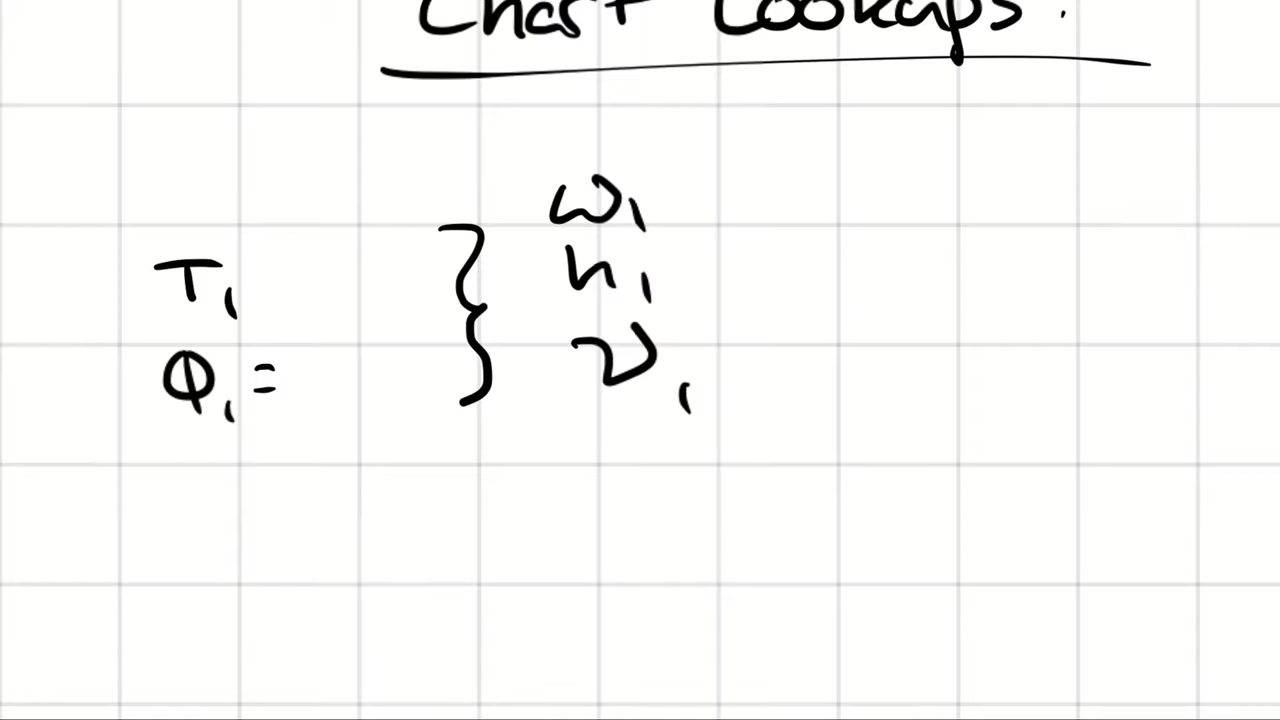 Chart Lookups:
ω₁
T₁ } h₁
Φ₁ = ν₁